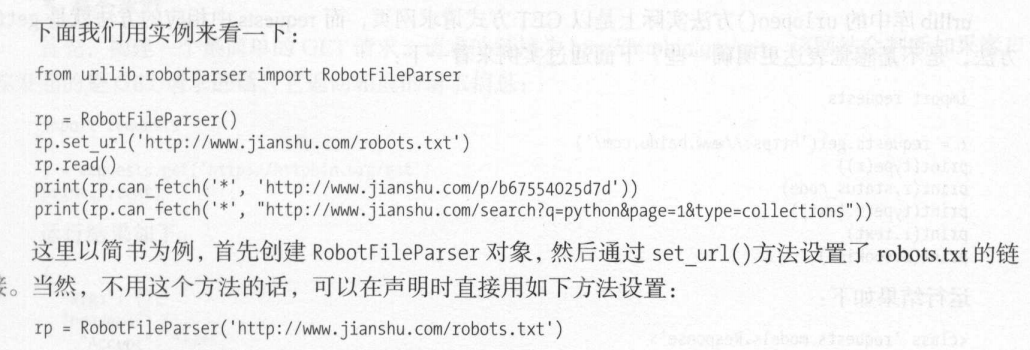 下面我们用实例来看一下：
from urllib.robotparser import RobotFileParser
rp = RobotFileParser()
rp.set_url('http://www.jianshu.com/robots.txt')
rp.read()
print(rp.can_fetch('*', 'http://www.jianshu.com/p/b67554025d7d'))
print(rp.can_fetch('*', "http://www.jianshu.com/search?q=python&page=1&type=collections"))
这里以简书为例，首先创建 RobotFileParser 对象，然后通过 set_url()方法设置了 robots.txt 的链
接。当然，不用这个方法的话，可以在声明时直接用如下方法设置：
rp = RobotFileParser('http://www.jianshu.com/robots.txt')